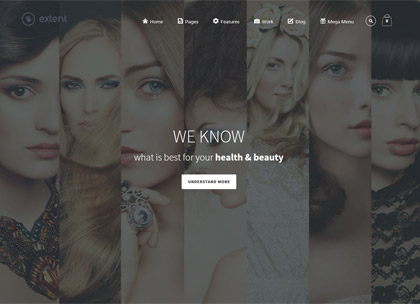 extent
Home Pages Features Work Blog Mega Menu
WE KNOW
what is best for your health & beauty
UNDERSTAND MORE